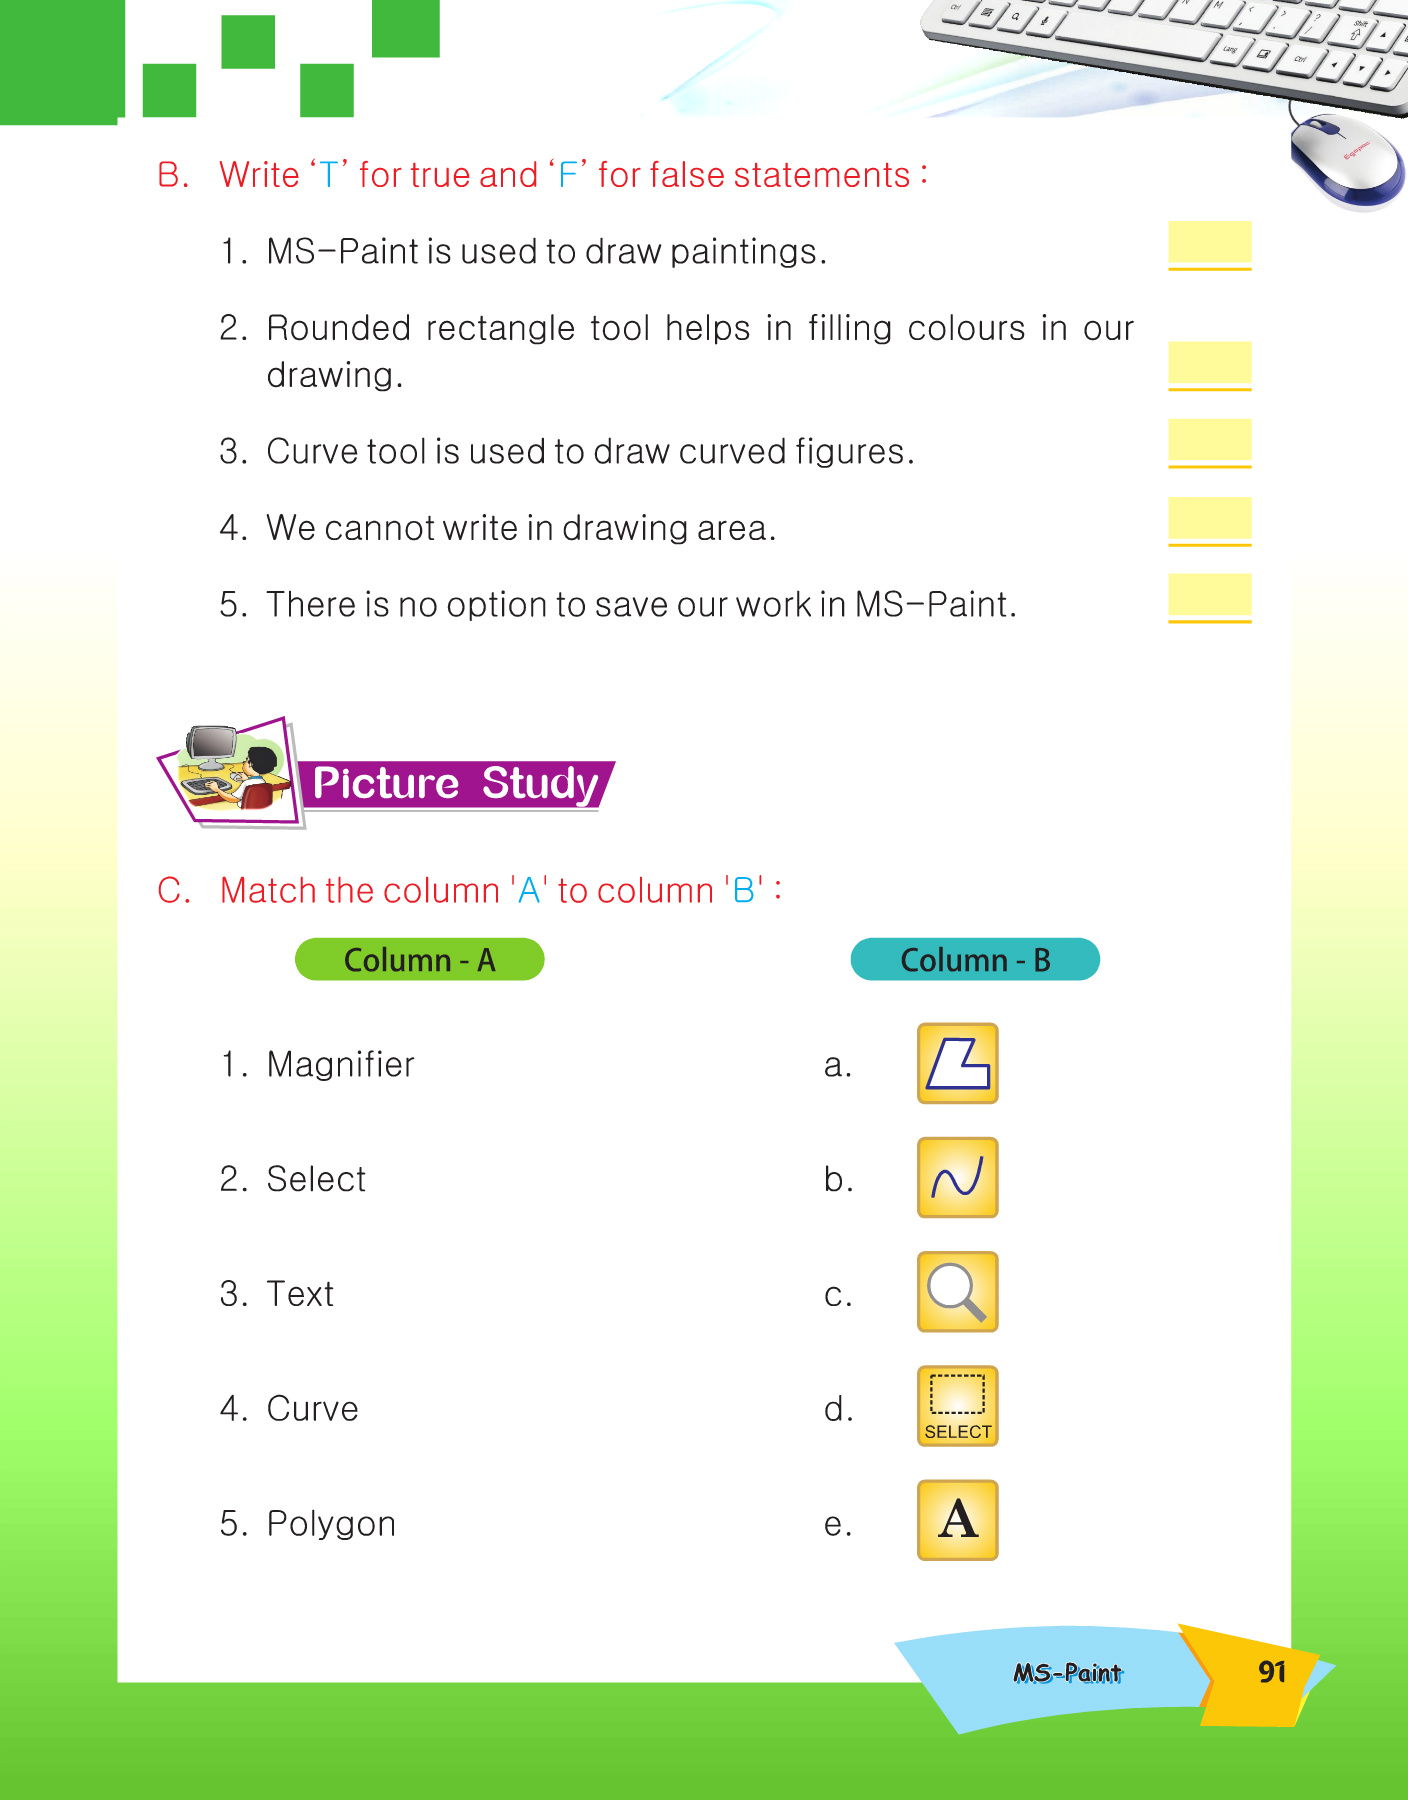 B. Write ‘T’ for true and ‘F’ for false statements :
1. MS-Paint is used to draw paintings.
2. Rounded rectangle tool helps in filling colours in our
drawing.
3. Curve tool is used to draw curved figures.
4. We cannot write in drawing area.
5. There is no option to save our work in MS-Paint.
Picture Study
C. Match the column 'A' to column 'B' :
Column - A Column - B
1. Magnifier a.
2. Select b.
3. Text c.
4. Curve d.
SELECT
5. Polygon e. A
MS-Paint 91